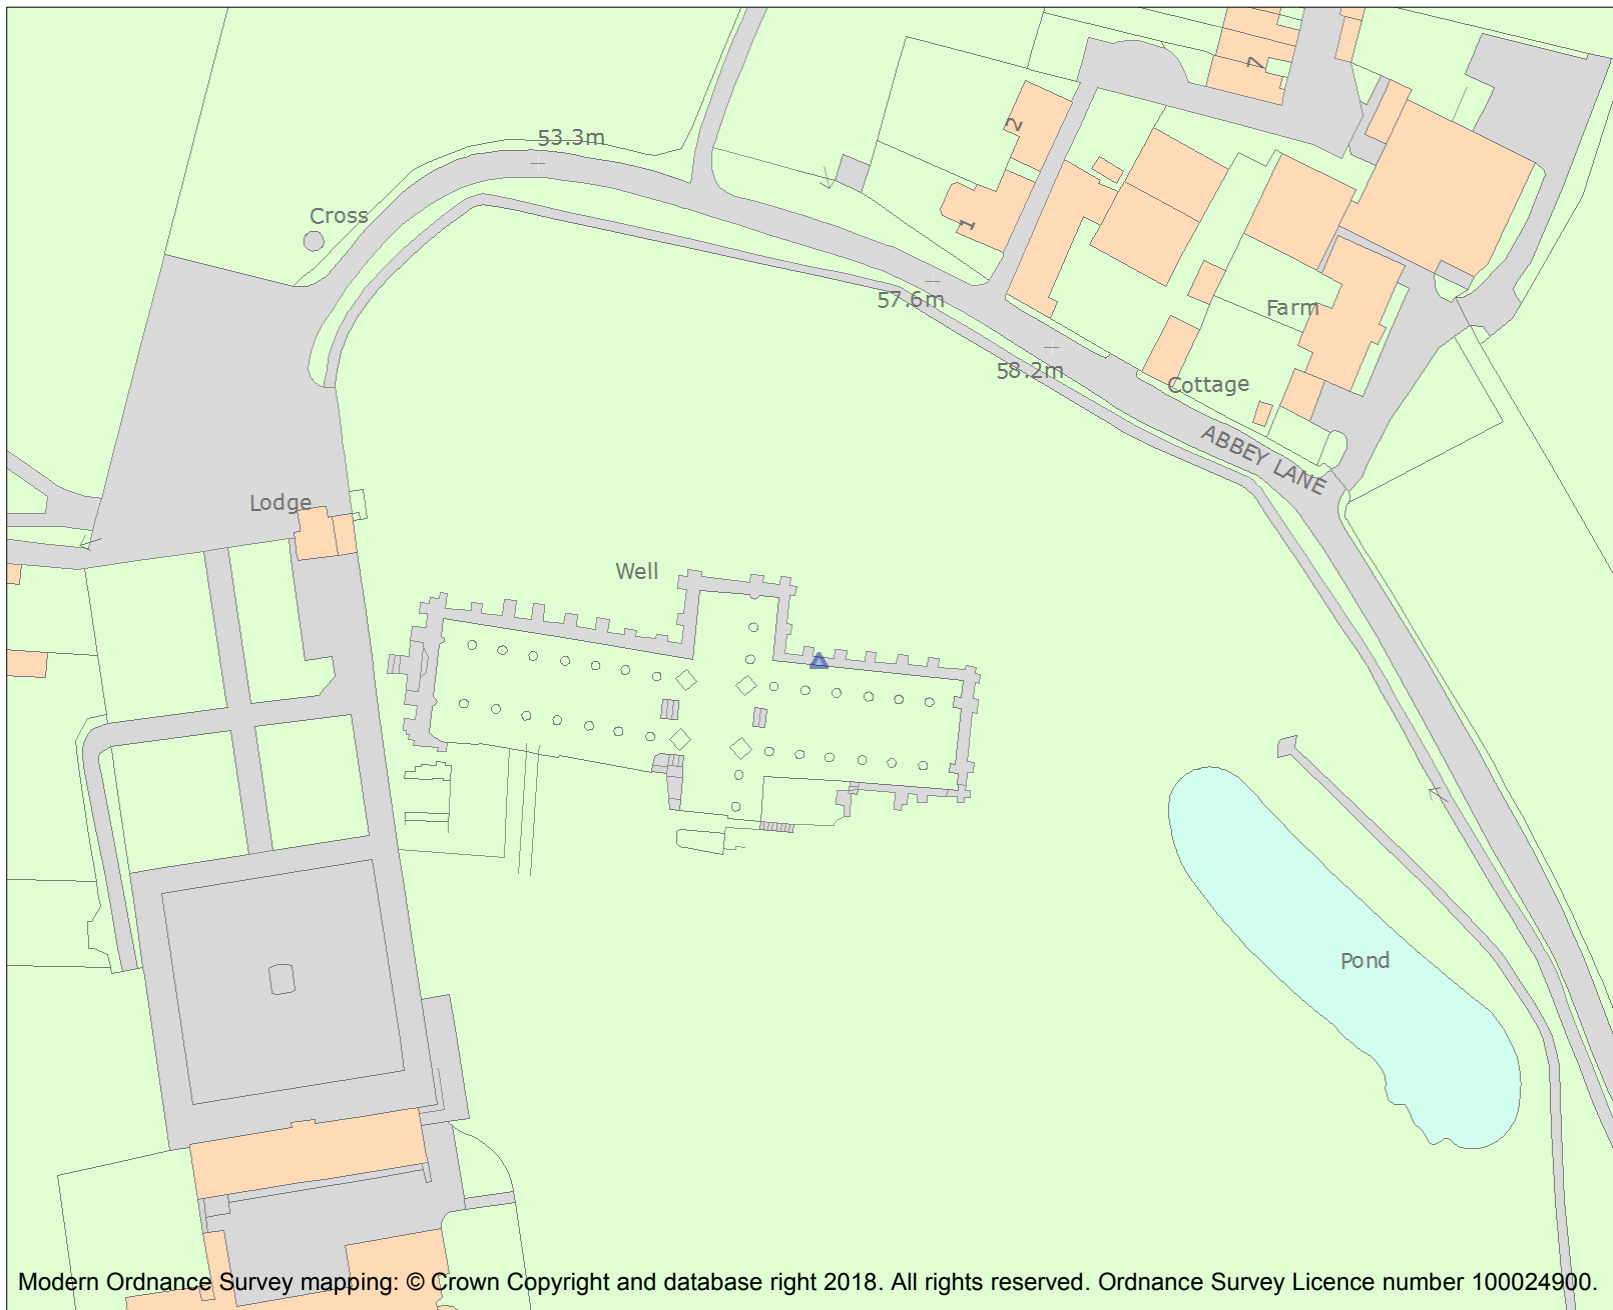 4
2
53.3m
Cross
1
57.6m
Farm
58.2m
Cottage
ABBEY LANE
Lodge
Well
Pond
Modern Ordnance Survey mapping: © Crown Copyright and database right 2018. All rights reserved. Ordnance Survey Licence number 100024900.